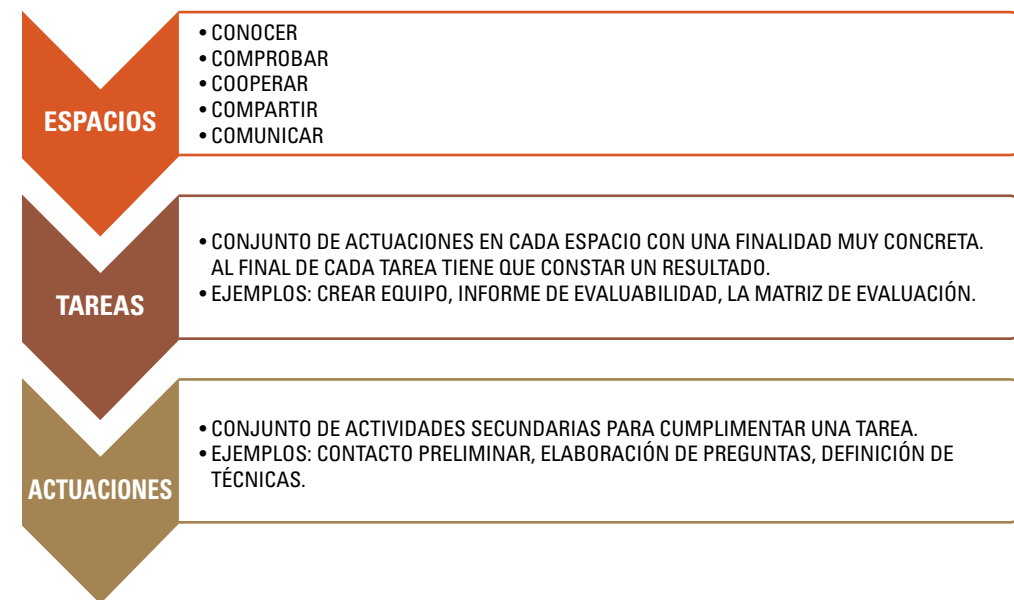 ESPACIOS
• CONOCER
• COMPROBAR
• COOPERAR
• COMPARTIR
• COMUNICAR
TAREAS
• CONJUNTO DE ACTUACIONES EN CADA ESPACIO CON UNA FINALIDAD MUY CONCRETA.
AL FINAL DE CADA TAREA TIENE QUE CONSTAR UN RESULTADO.
• EJEMPLOS: CREAR EQUIPO, INFORME DE EVALUABILIDAD, LA MATRIZ DE EVALUACIÓN.
ACTUACIONES
• CONJUNTO DE ACTIVIDADES SECUNDARIAS PARA CUMPLIMENTAR UNA TAREA.
• EJEMPLOS: CONTACTO PRELIMINAR, ELABORACIÓN DE PREGUNTAS, DEFINICIÓN DE
TÉCNICAS.